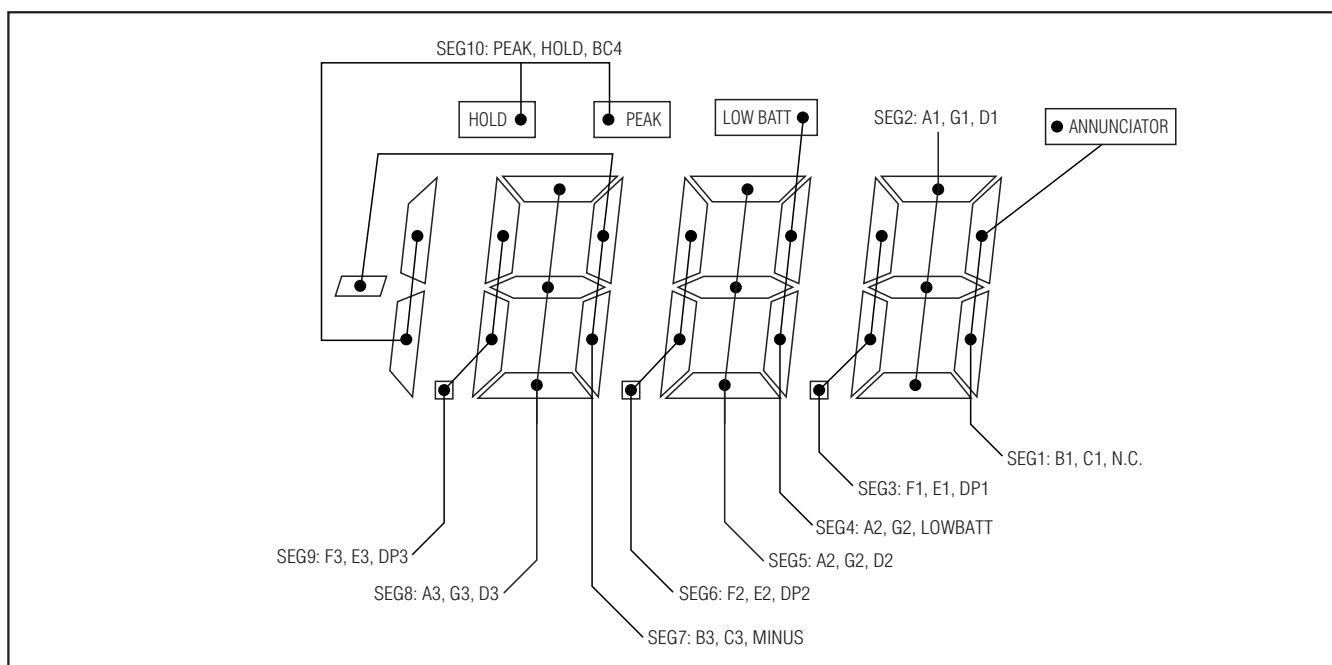 SEG10: PEAK, HOLD, BC4
HOLD
PEAK
LOW BATT
SEG2: A1, G1, D1
ANNUNCIATOR
SEG1: B1, C1, N.C.
SEG3: F1, E1, DP1
SEG4: A2, G2, LOWBATT
SEG5: A2, G2, D2
SEG9: F3, E3, DP3
SEG8: A3, G3, D3
SEG6: F2, E2, DP2
SEG7: B3, C3, MINUS